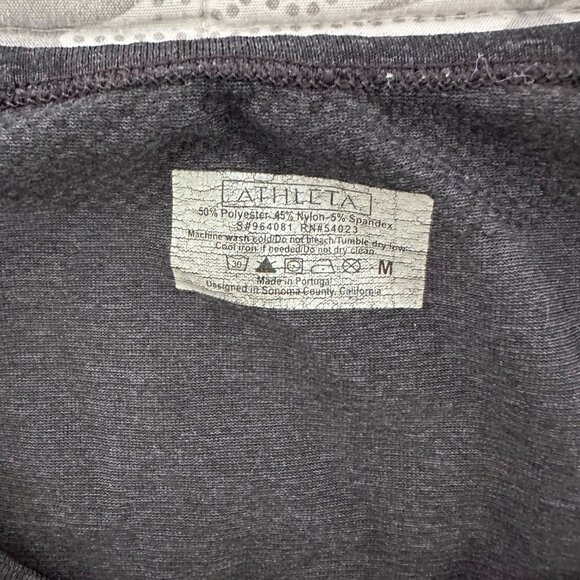 ATHLETA
50% Polyester-45% Nylon-5% Spandex
S#964081 RN#54023
Machine wash cold/Do not bleach/Tumble dry low
Cool iron if needed/Do not dry clean
30 M
Made in Portugal
Designed in Sonoma County, California